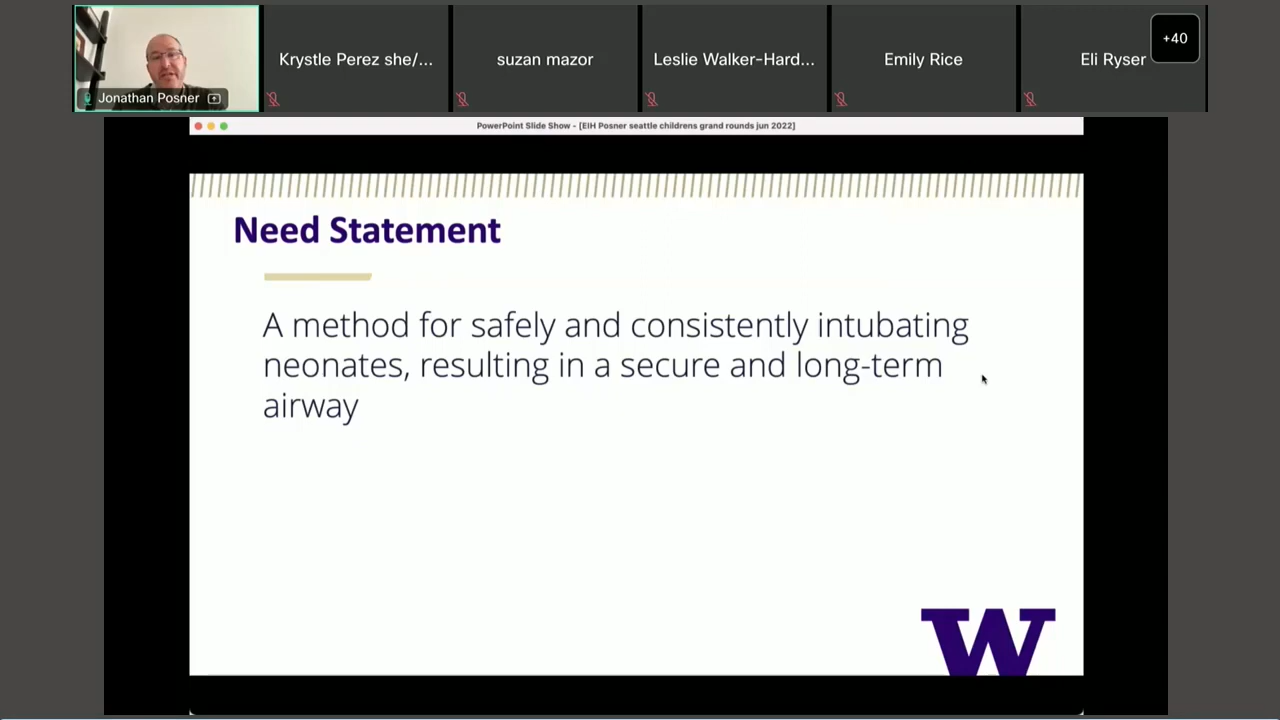 Jonathan Posner
Krystle Perez she/...
suzan mazor
Leslie Walker-Hard...
Emily Rice
Eli Ryser
+40
PowerPoint Slide Show - [EIH Posner seattle childrens grand rounds jun 2022]
Need Statement
A method for safely and consistently intubating
neonates, resulting in a secure and long-term
airway
W